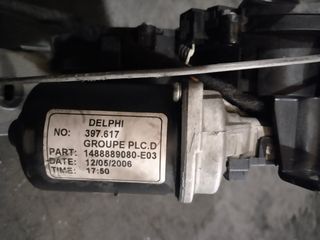 DELPHI
NO: 397.617
GROUPE PLC.D
PART: 1488889080-E03
DATE: 12/05/2006
TIME: 17:50